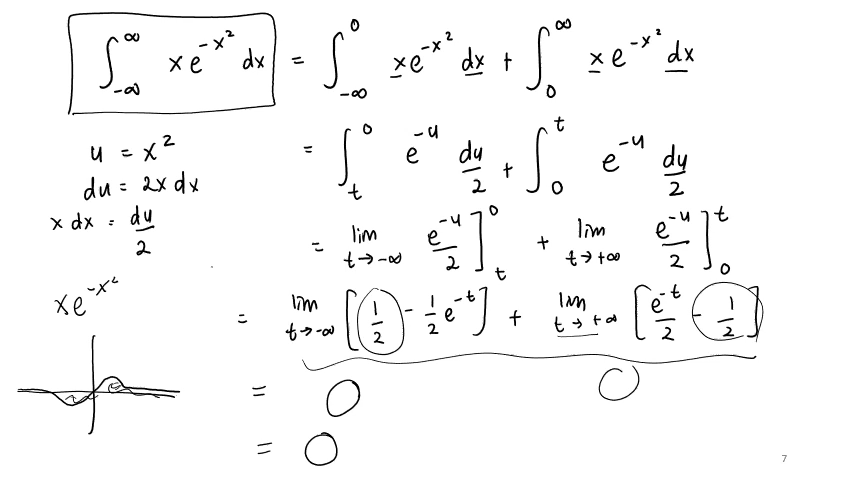 ∫_{-∞}^{∞} x e^{-x²} dx = ∫_{-∞}^{0} x e^{-x²} dx + ∫_{0}^{∞} x e^{-x²} dx
u = x²
= ∫_{t}^{0} e^{-u} du/2 + ∫_{0}^{t} e^{-u} du/2
du = 2x dx
x dx = du/2
= lim_{t→-∞} e^{-u}/2 ]_{t}^{0} + lim_{t→+∞} e^{-u}/2 ]_{0}^{t}
xe^{-x²}
= lim_{t→-∞} [1/2 - 1/2 e^{-t}] + lim_{t→+∞} [e^{-t}/2 - 1/2]
= 0 0
= 0
7